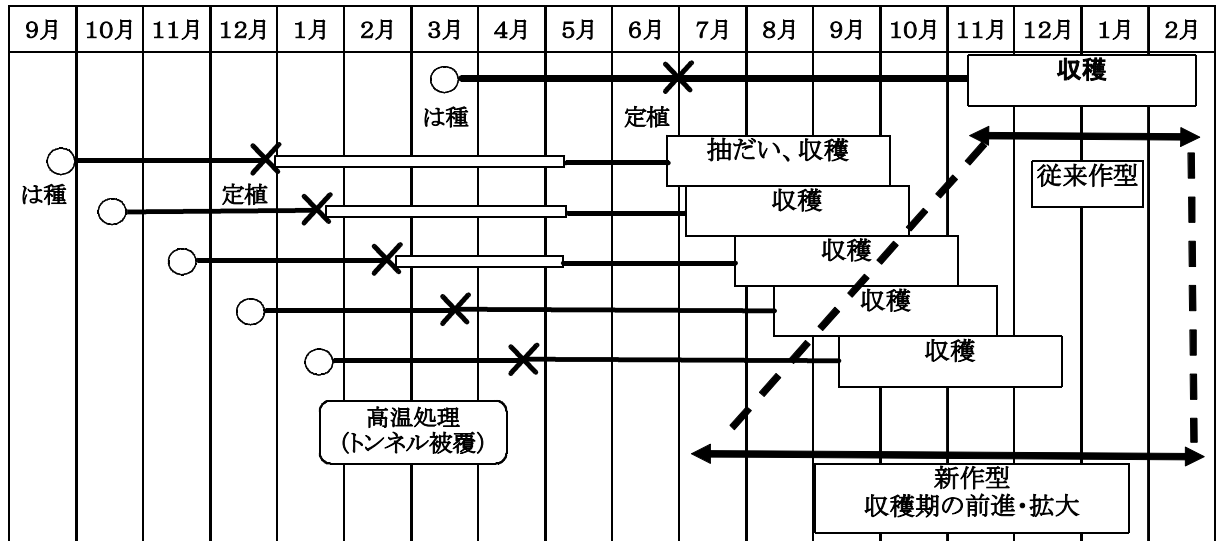 9月 10月 11月 12月 1月 2月 3月 4月 5月 6月 7月 8月 9月 10月 11月 12月 1月 2月
収穫
は種 定植
抽だい、収穫
従来作型
は種 定植
収穫
収穫
収穫
収穫
高温処理
(トンネル被覆)
新作型
収穫期の前進・拡大